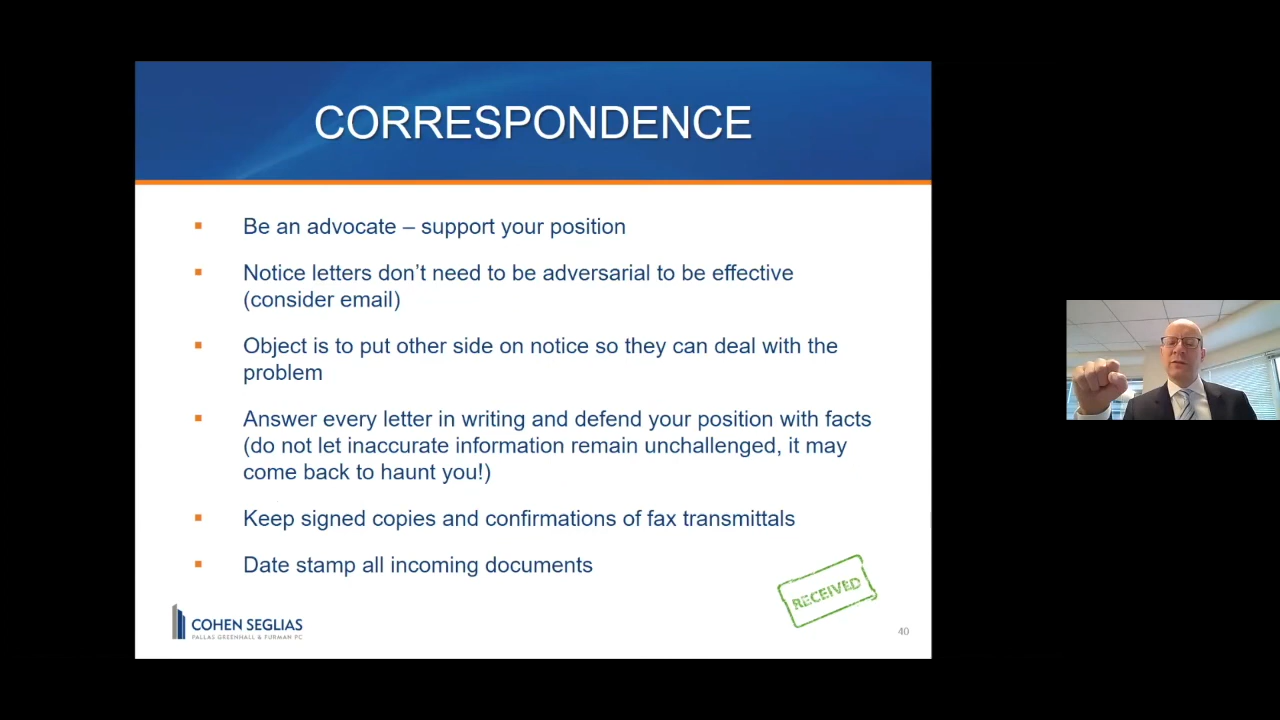 CORRESPONDENCE
Be an advocate – support your position
Notice letters don’t need to be adversarial to be effective
(consider email)
Object is to put other side on notice so they can deal with the
problem
Answer every letter in writing and defend your position with facts
(do not let inaccurate information remain unchallenged, it may
come back to haunt you!)
Keep signed copies and confirmations of fax transmittals
Date stamp all incoming documents
RECEIVED
COHEN SEGLIAS
PALLAS GREENHALL & FURMAN PC
40